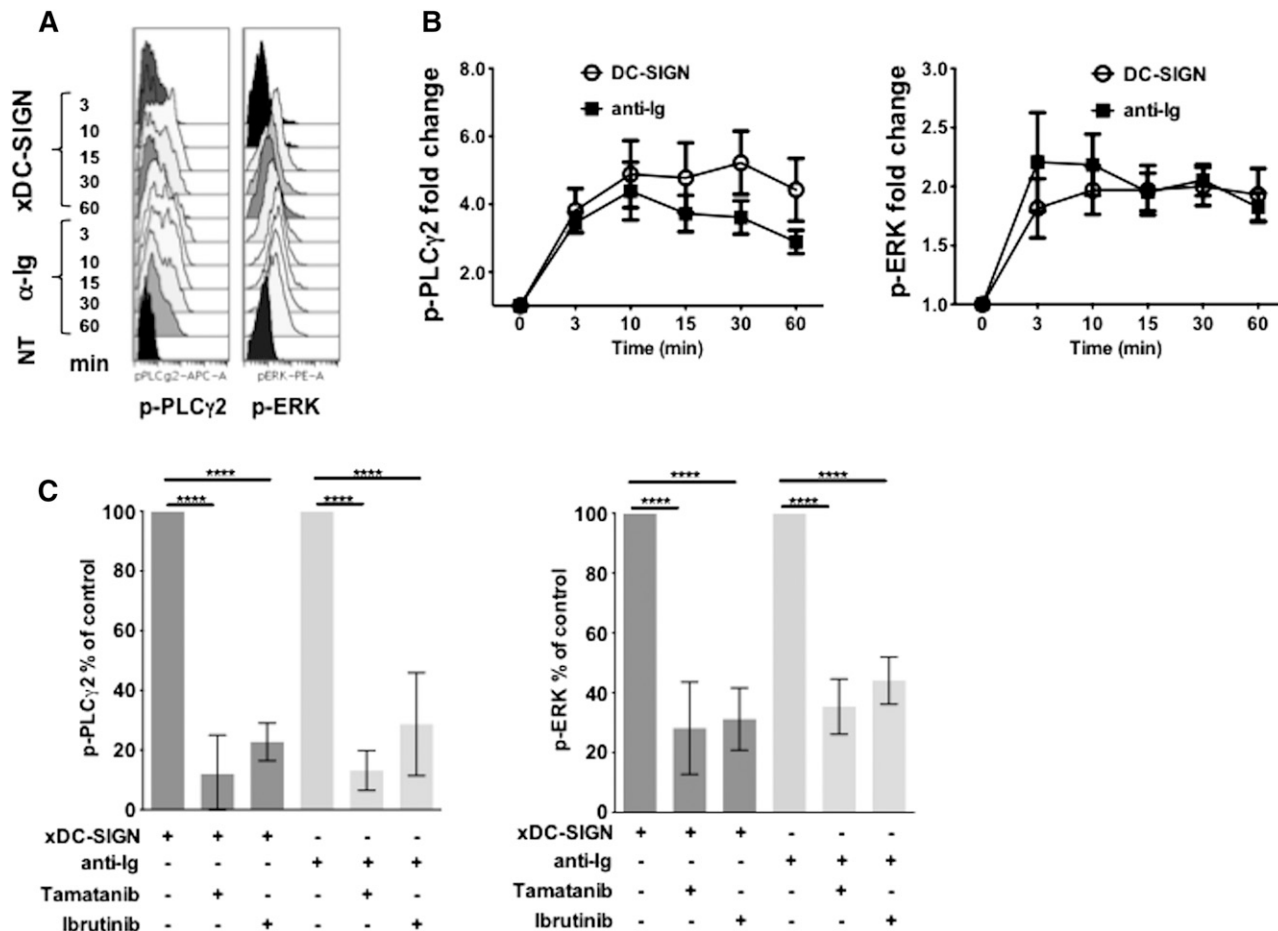 A
xDC-SIGN
3
10
15
30
60
α-Ig
3
10
15
30
60
NT
min
pPLCg2-APC-A
pERK-PE-A
p-PLCγ2
p-ERK
B
p-PLCγ2 fold change
8.0
6.0
4.0
2.0
DC-SIGN
anti-Ig
0 3 10 15 30 60
Time (min)
p-ERK fold change
3.0
2.5
2.0
1.5
1.0
DC-SIGN
anti-Ig
0 3 10 15 30 60
Time (min)
C
p-PLCγ2 % of control
100
80
60
40
20
0
**** ****
**** ****
xDC-SIGN + + + - - -
anti-Ig - - - + + +
Tamatanib - + - - + -
Ibrutinib - - + - - +
p-ERK % of control
100
80
60
40
20
0
**** ****
**** ****
xDC-SIGN + + + - - -
anti-Ig - - - + + +
Tamatanib - + - - + -
Ibrutinib - - + - - +